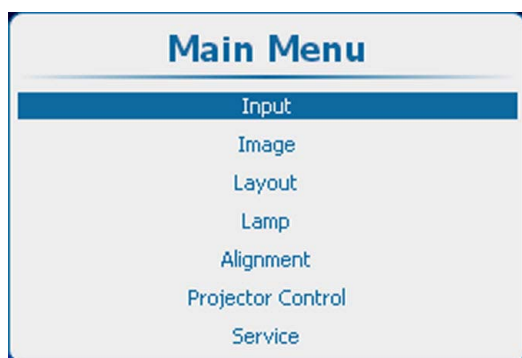 Main Menu
Input
Image
Layout
Lamp
Alignment
Projector Control
Service